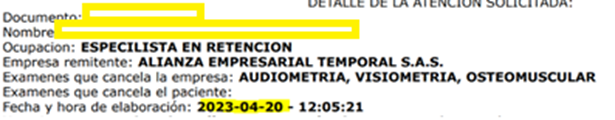 DETALLE DE LA ATENCION SOLICITADA:
Documento:
Nombre
Ocupacion: ESPECILISTA EN RETENCION
Empresa remitente: ALIANZA EMPRESARIAL TEMPORAL S.A.S.
Examenes que cancela la empresa: AUDIOMETRIA, VISIOMETRIA, OSTEOMUSCULAR
Examenes que cancela el paciente:
Fecha y hora de elaboración: 2023-04-20 - 12:05:21